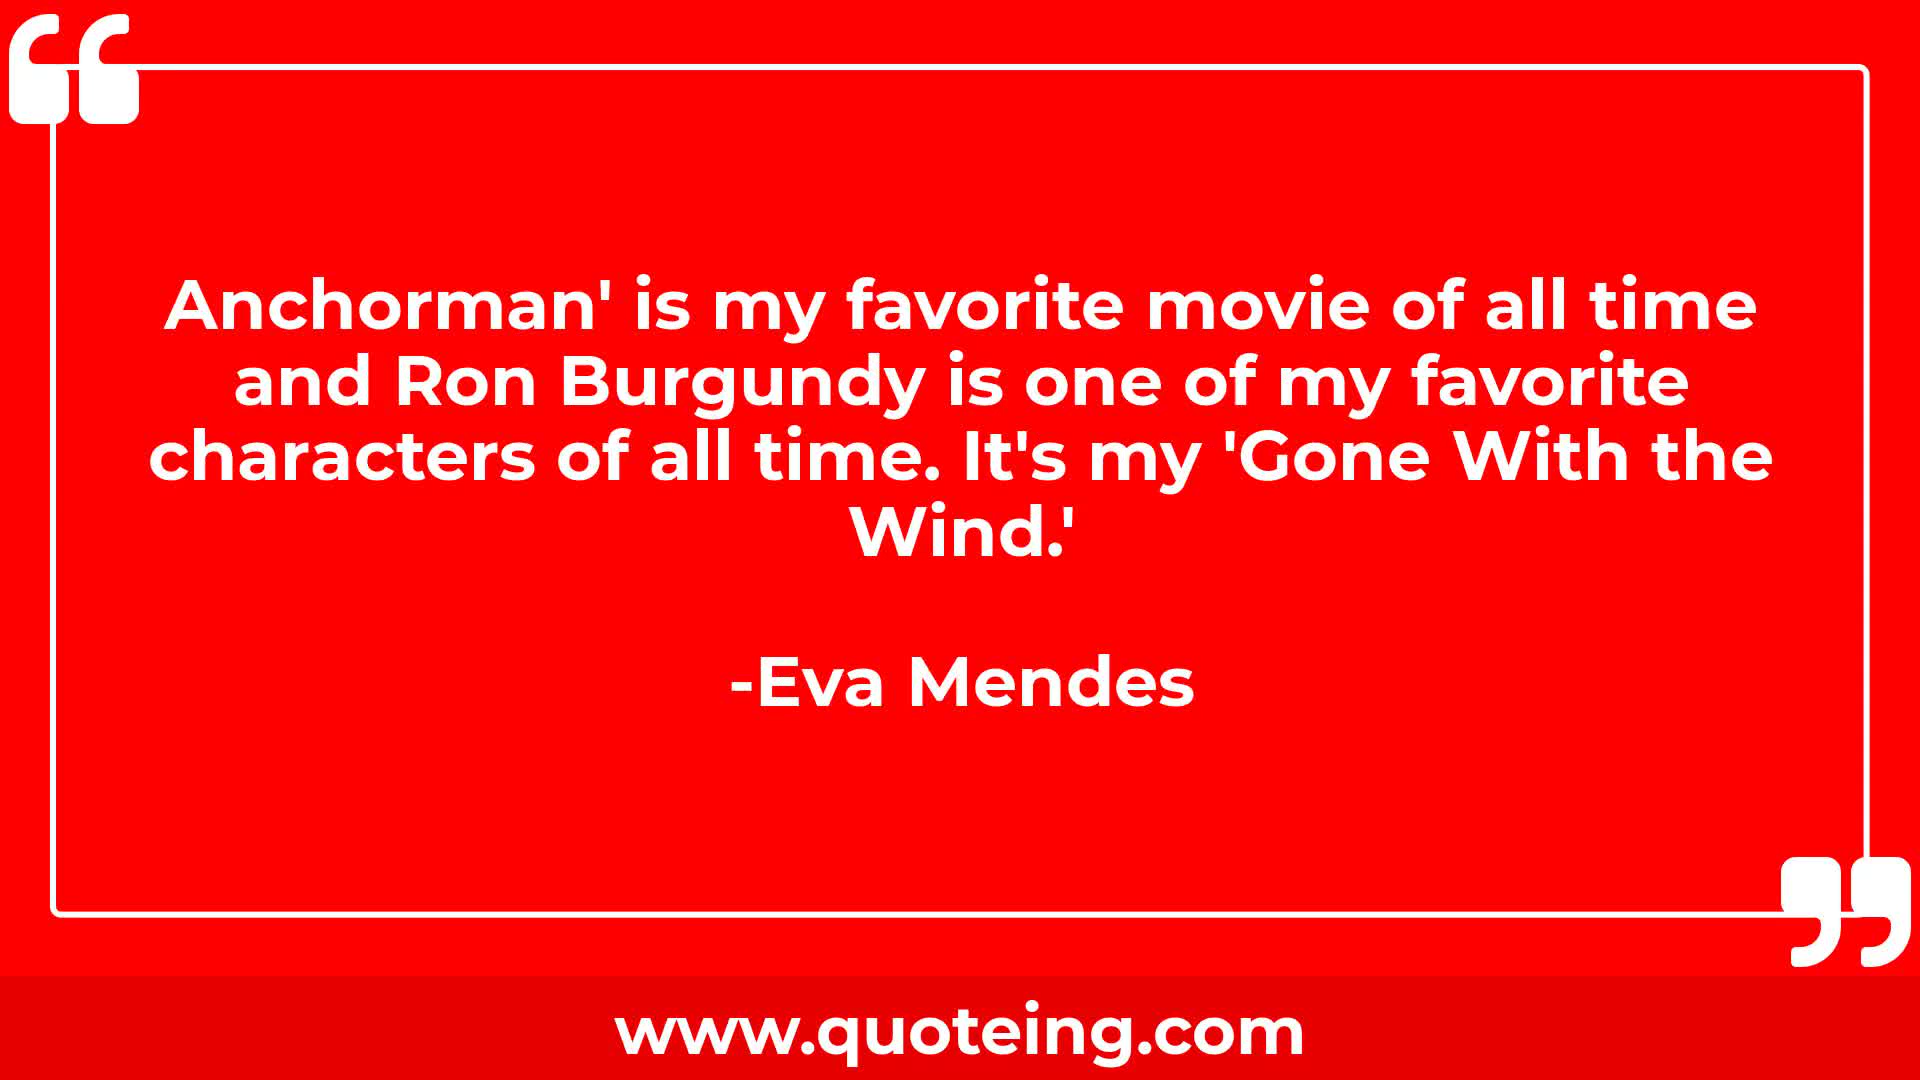 Anchorman' is my favorite movie of all time
and Ron Burgundy is one of my favorite
characters of all time. It's my 'Gone With the
Wind.'
-Eva Mendes
www.quoteing.com